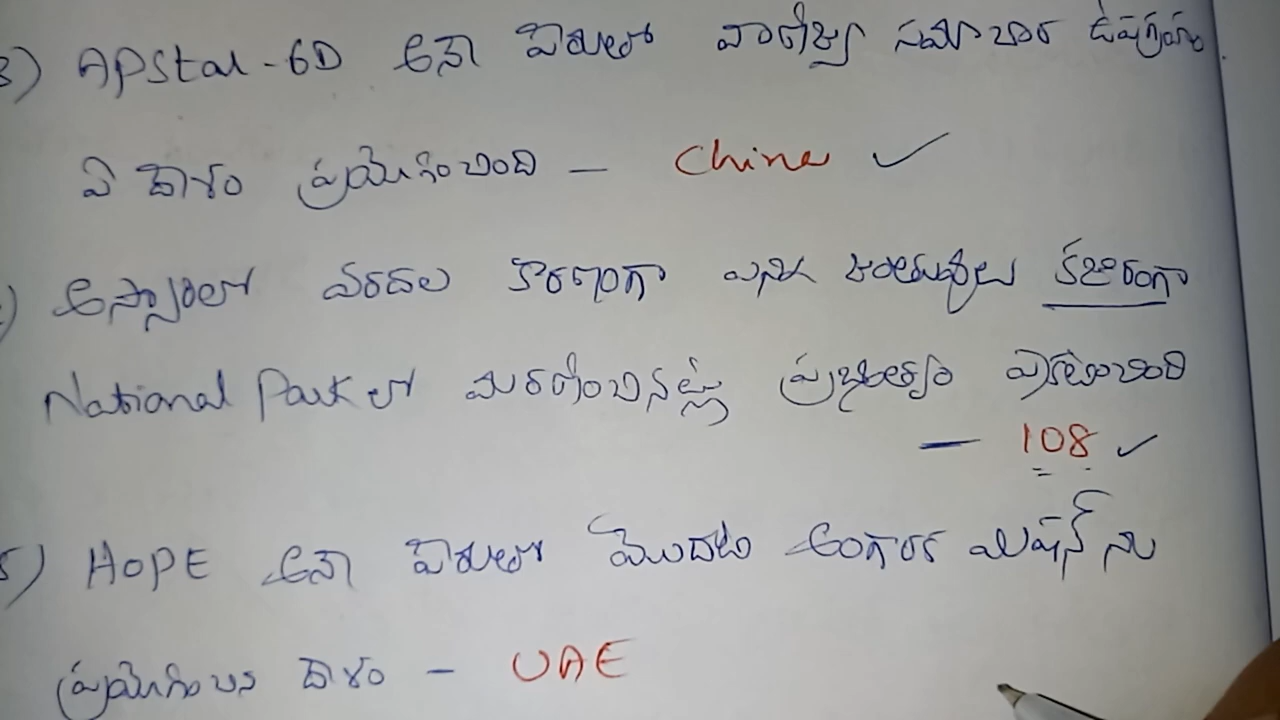 3) APStar-6D అనే పేరుతో వాణిజ్య సమాచార ఉపగ్రహం
ఏ దేశం ప్రయోగించింది - China ✓
) అస్సాంలో వరదల కారణంగా ఎన్ని జంతువులు కజిరంగా
National Park లో మరణించినట్లు ప్రభుత్వం ప్రకటించింది
- 108 ✓
5) HOPE అనే పేరుతో మొదటి అంగారక మిషన్ ను
ప్రయోగించిన దేశం - UAE